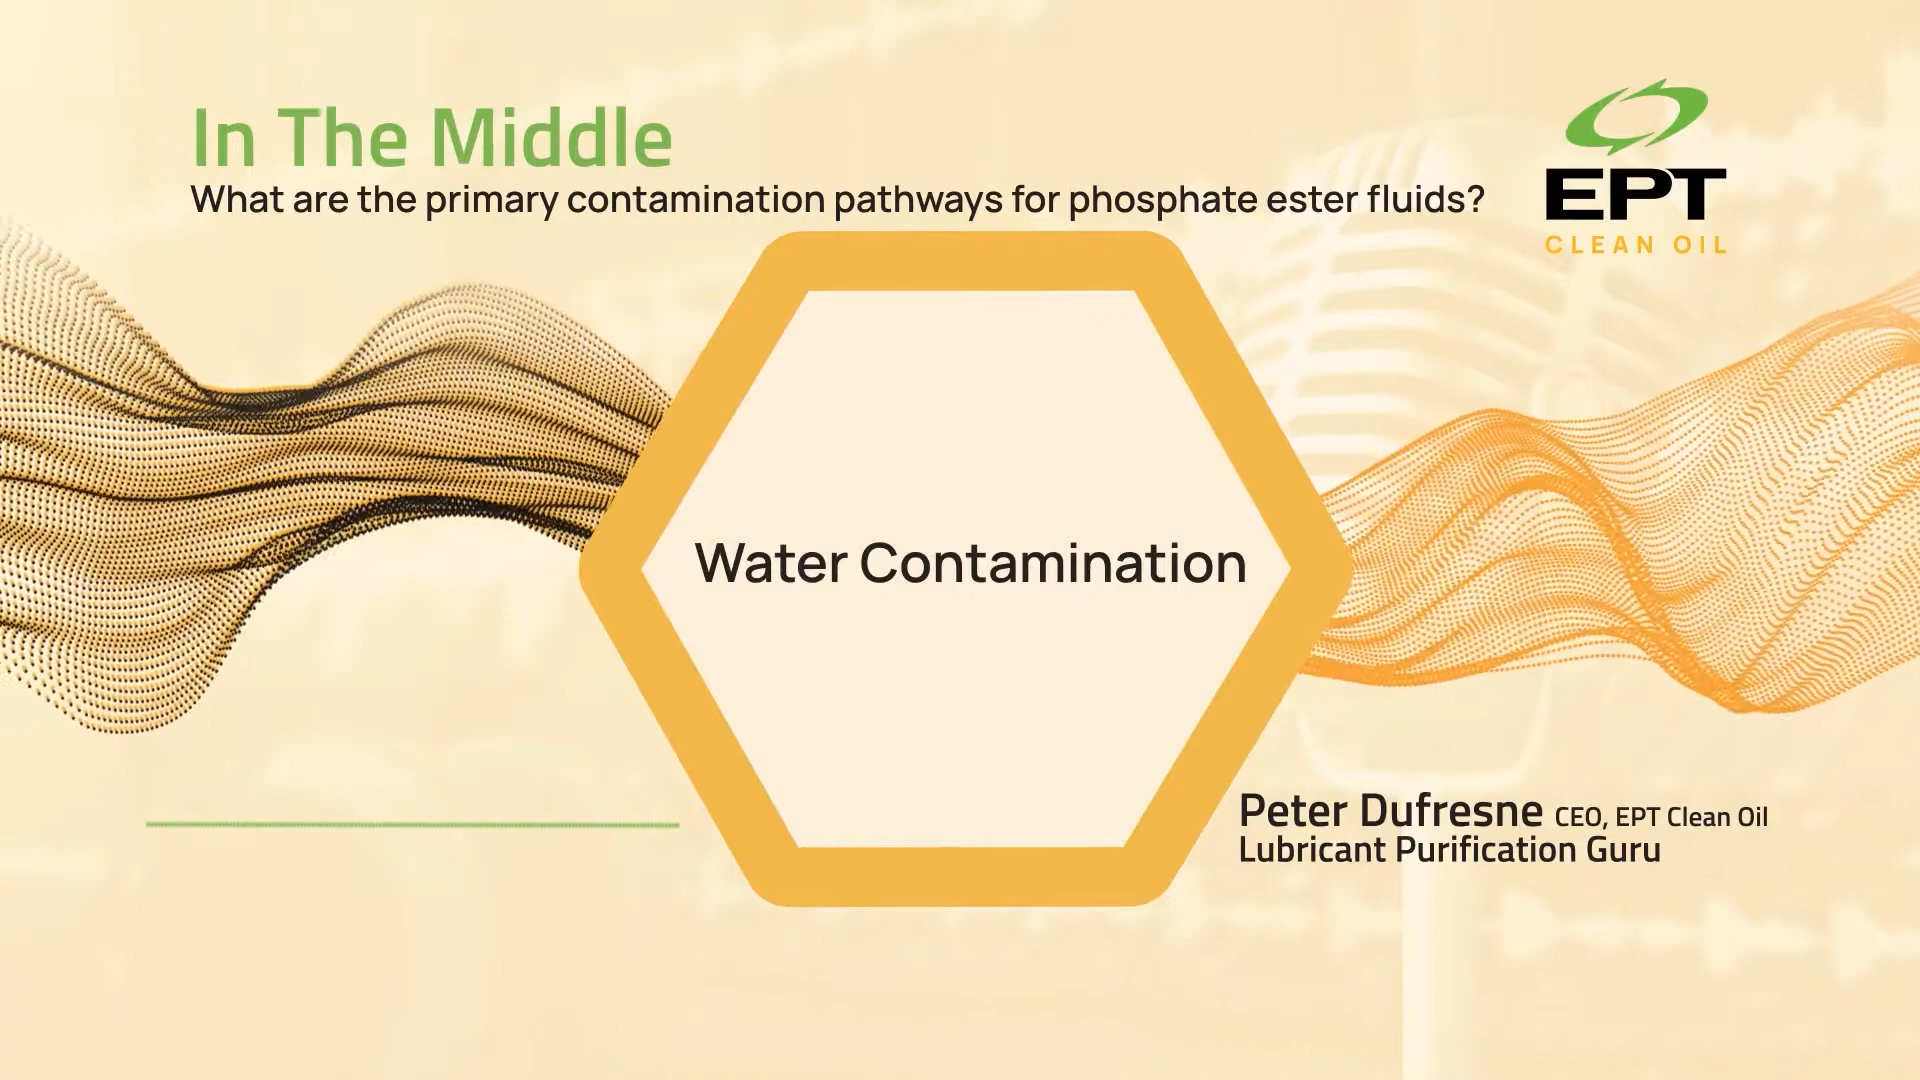 In The Middle
What are the primary contamination pathways for phosphate ester fluids?
EPT
CLEAN OIL
Water Contamination
Peter Dufresne CEO, EPT Clean Oil
Lubricant Purification Guru